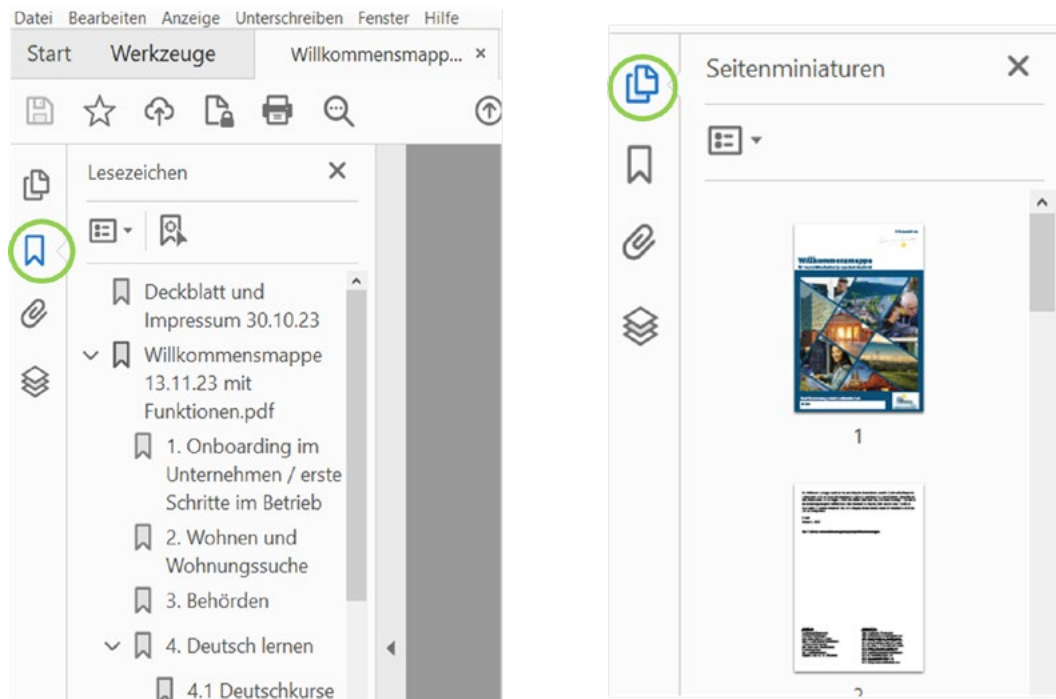 Datei Bearbeiten Anzeige Unterschreiben Fenster Hilfe
Start Werkzeuge Willkommensmapp... ×
Lesezeichen
Deckblatt und
Impressum 30.10.23
Willkommensmappe
13.11.23 mit
Funktionen.pdf
1. Onboarding im
Unternehmen / erste
Schritte im Betrieb
2. Wohnen und
Wohnungssuche
3. Behörden
4. Deutsch lernen
4.1 Deutschkurse
Seitenminiaturen
Willkommensmappe
1
2